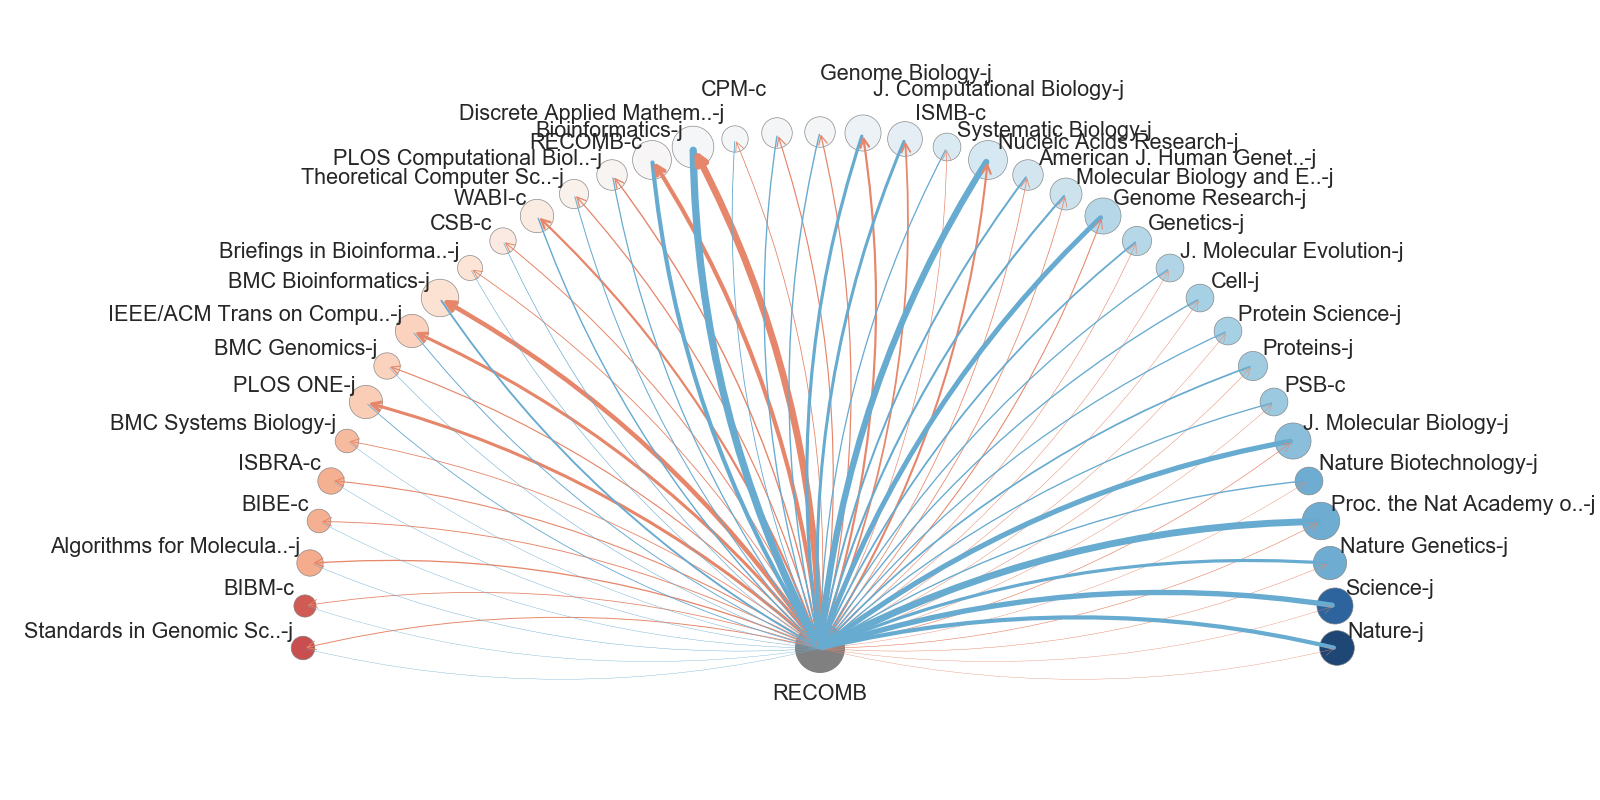 Genome Biology-j
CPM-c
J. Computational Biology-j
Discrete Applied Mathem..-j
ISMB-c
Bioinformatics-j
Systematic Biology-j
RECOMB-c
Nucleic Acids Research-j
PLOS Computational Biol..-j
American J. Human Genet..-j
Theoretical Computer Sc..-j
Molecular Biology and E..-j
WABI-c
Genome Research-j
CSB-c
Genetics-j
Briefings in Bioinforma..-j
J. Molecular Evolution-j
BMC Bioinformatics-j
Cell-j
IEEE/ACM Trans on Compu..-j
Protein Science-j
BMC Genomics-j
Proteins-j
PLOS ONE-j
PSB-c
BMC Systems Biology-j
J. Molecular Biology-j
ISBRA-c
Nature Biotechnology-j
BIBE-c
Proc. the Nat Academy o..-j
Algorithms for Molecula..-j
Nature Genetics-j
BIBM-c
Science-j
Standards in Genomic Sc..-j
Nature-j
RECOMB